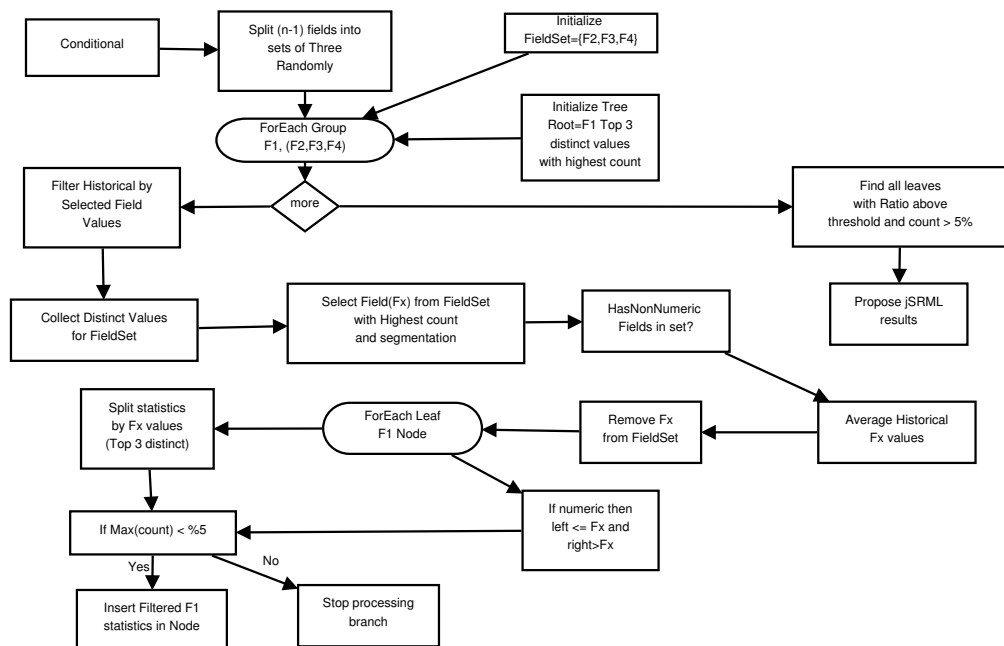 Conditional
Split (n-1) fields into
sets of Three
Randomly
Initialize
FieldSet={F2,F3,F4}
ForEach Group
F1, (F2,F3,F4)
Initialize Tree
Root=F1 Top 3
distinct values
with highest count
Filter Historical by
Selected Field
Values
more
Find all leaves
with Ratio above
threshold and count > 5%
Collect Distinct Values
for FieldSet
Select Field(Fx) from FieldSet
with Highest count
and segmentation
HasNonNumeric
Fields in set?
Propose jSRML
results
Split statistics
by Fx values
(Top 3 distinct)
ForEach Leaf
F1 Node
Remove Fx
from FieldSet
Average Historical
Fx values
If Max(count) < %5
If numeric then
left <= Fx and
right>Fx
Yes
No
Insert Filtered F1
statistics in Node
Stop processing
branch